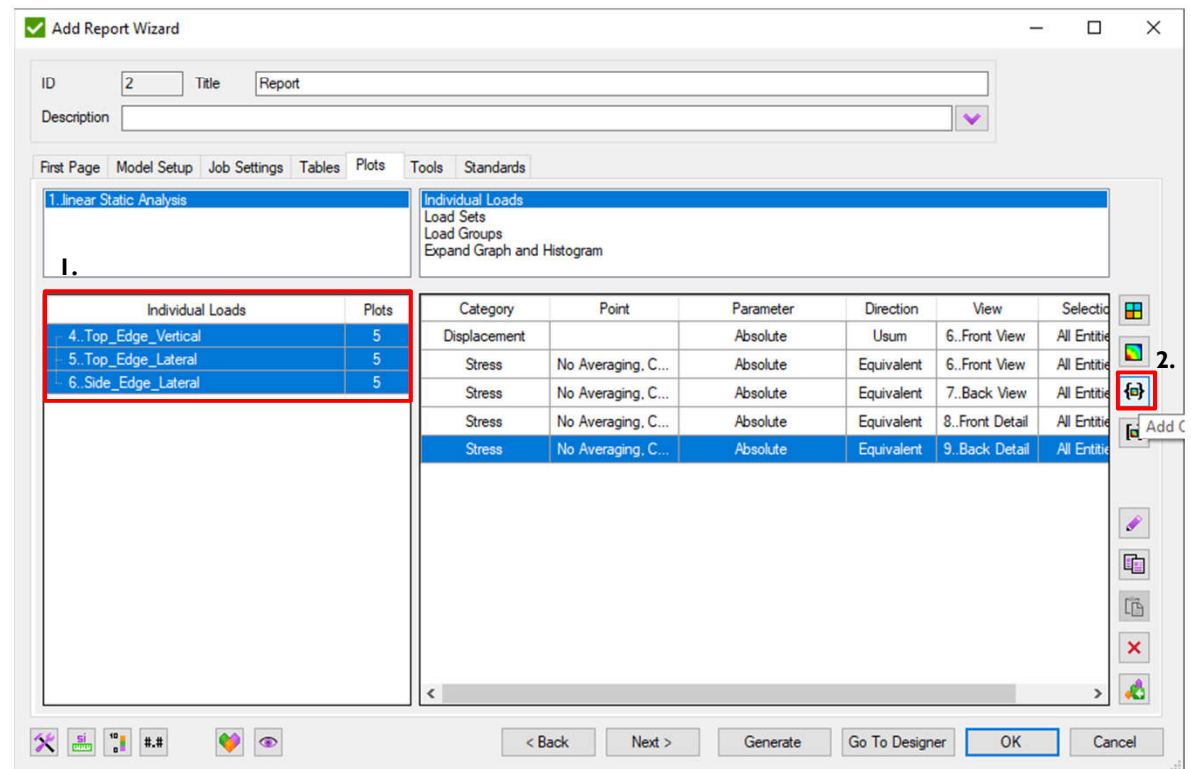 Add Report Wizard
ID 2 Title Report
Description
First Page Model Setup Job Settings Tables Plots Tools Standards
1..linear Static Analysis
Individual Loads
Load Sets
Load Groups
Expand Graph and Histogram
1.
Individual Loads Plots
4..Top_Edge_Vertical 5
5..Top_Edge_Lateral 5
6..Side_Edge_Lateral 5
Category Point Parameter Direction View Selectio
Displacement Absolute Usum 6..Front View All Entitie
Stress No Averaging, C... Absolute Equivalent 6..Front View All Entitie
Stress No Averaging, C... Absolute Equivalent 7..Back View All Entitie
Stress No Averaging, C... Absolute Equivalent 8..Front Detail All Entitie
Stress No Averaging, C... Absolute Equivalent 9..Back Detail All Entitie
2.
Add C
si 10 0 #.#
< Back Next > Generate Go To Designer OK Cancel